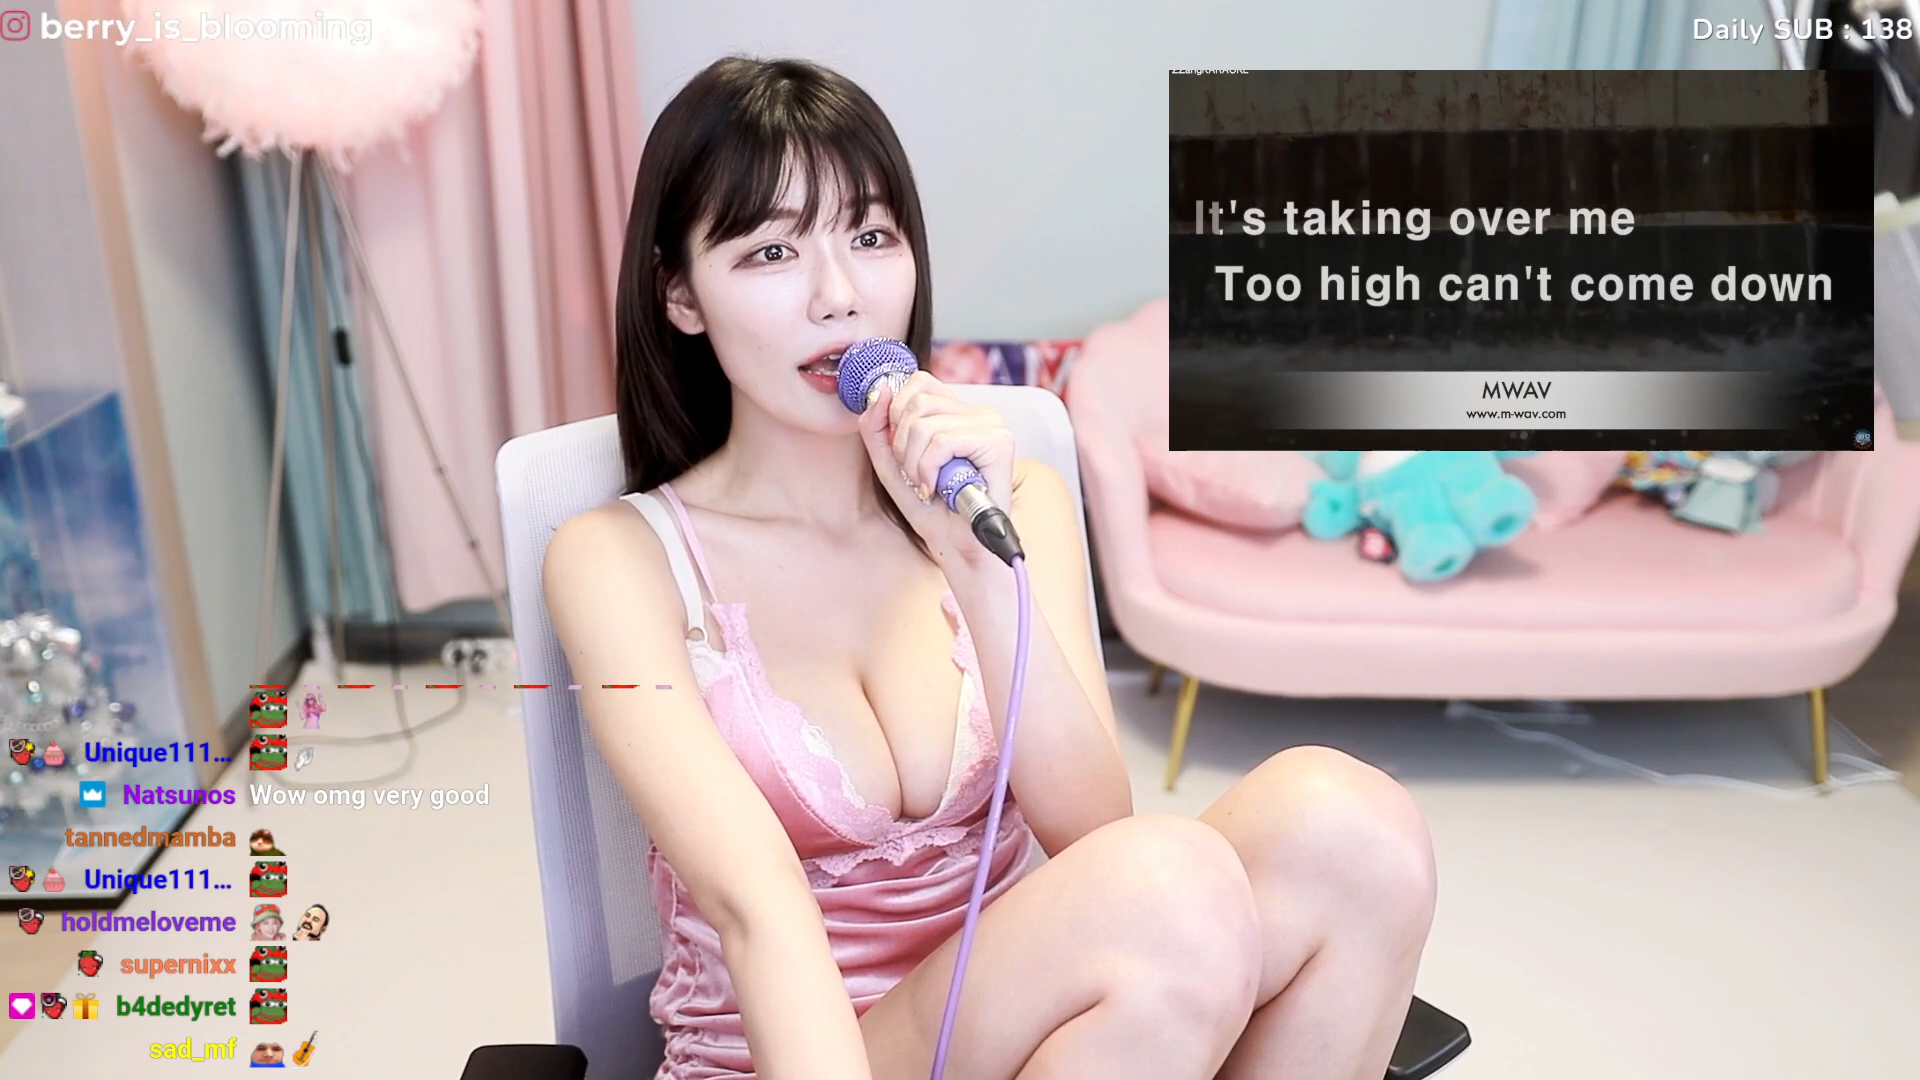 berry_is_blooming
Daily SUB : 138
ZZangKARAOKE
It's taking over me
Too high can't come down
MWAV
www.m-wav.com
Unique111...
Natsunos Wow omg very good
tannedmamba
Unique111...
holdmeloveme
supernixx
b4dedyret
sad_mf